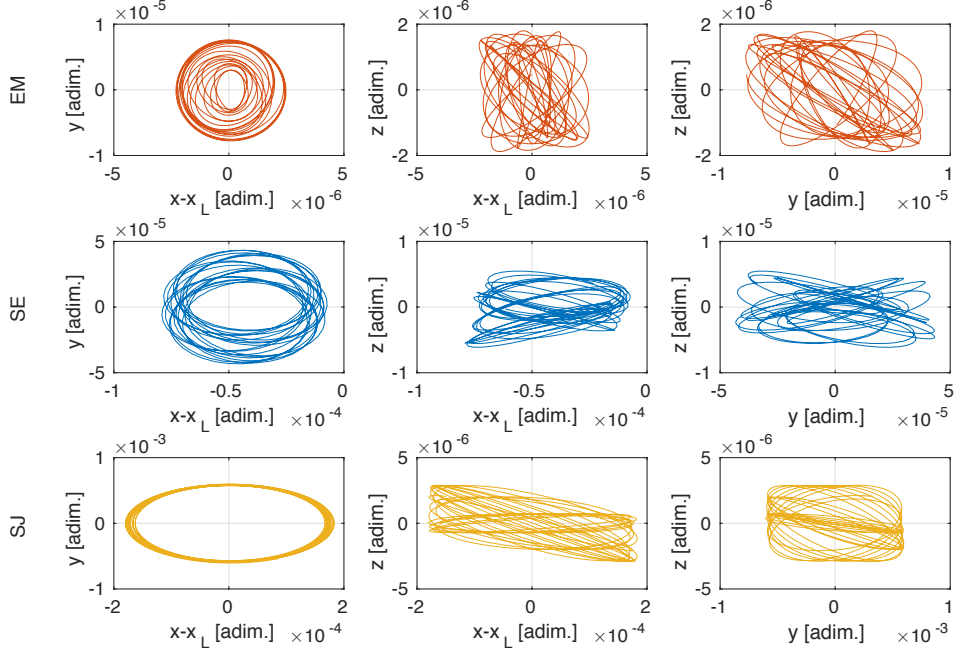 ×10 -5 ×10 -6 ×10 -6
EM
y [adim.] 1 0 -1
z [adim.] 2 0 -2
z [adim.] 2 0 -2
-5 0 5 -5 0 5 -1 0 1
x-x L [adim.] ×10 -6 x-x L [adim.] ×10 -6 y [adim.] ×10 -5
×10 -5 ×10 -5 ×10 -5
SE
y [adim.] 5 0 -5
z [adim.] 1 0 -1
z [adim.] 1 0 -1
-1 -0.5 0 -1 -0.5 0 -5 0 5
x-x L [adim.] ×10 -4 x-x L [adim.] ×10 -4 y [adim.] ×10 -5
×10 -3 ×10 -6 ×10 -6
SJ
y [adim.] 1 0 -1
z [adim.] 5 0 -5
z [adim.] 5 0 -5
-2 0 2 -2 0 2 -1 0 1
x-x L [adim.] ×10 -4 x-x L [adim.] ×10 -4 y [adim.] ×10 -3